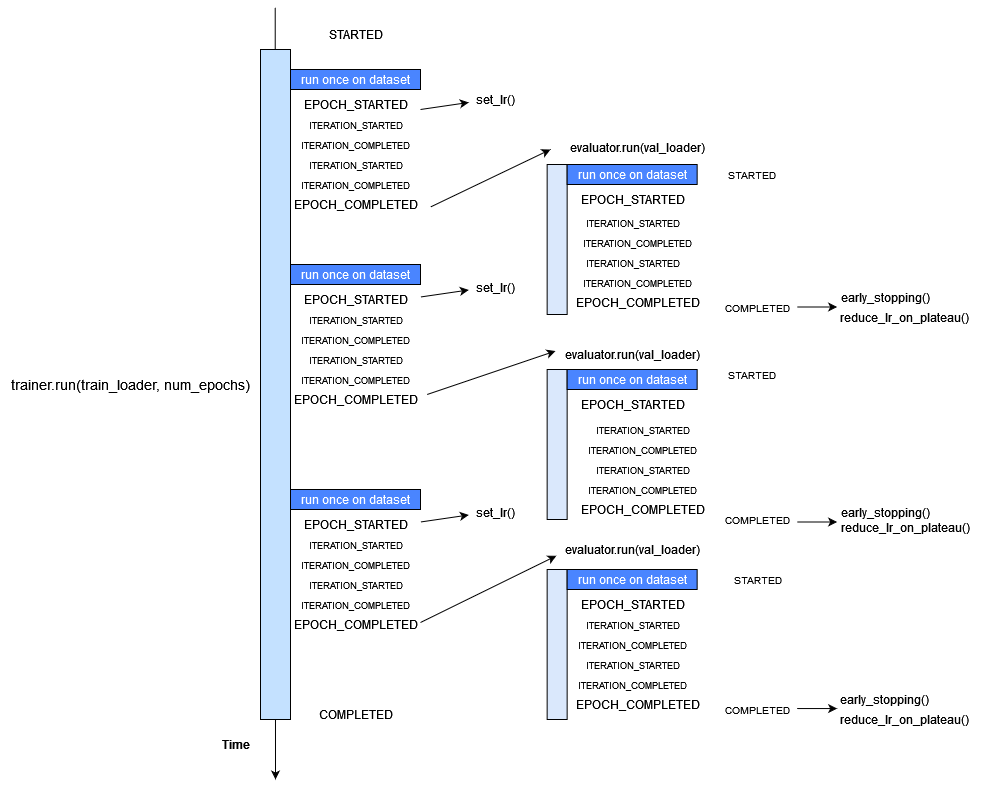 STARTED
run once on dataset
EPOCH_STARTED
set_lr()
ITERATION_STARTED
ITERATION_COMPLETED
ITERATION_STARTED
ITERATION_COMPLETED
EPOCH_COMPLETED
evaluator.run(val_loader)
run once on dataset
STARTED
EPOCH_STARTED
ITERATION_STARTED
ITERATION_COMPLETED
ITERATION_STARTED
ITERATION_COMPLETED
EPOCH_COMPLETED
COMPLETED
early_stopping()
reduce_lr_on_plateau()
run once on dataset
EPOCH_STARTED
set_lr()
ITERATION_STARTED
ITERATION_COMPLETED
ITERATION_STARTED
ITERATION_COMPLETED
EPOCH_COMPLETED
trainer.run(train_loader, num_epochs)
evaluator.run(val_loader)
run once on dataset
STARTED
EPOCH_STARTED
ITERATION_STARTED
ITERATION_COMPLETED
ITERATION_STARTED
ITERATION_COMPLETED
EPOCH_COMPLETED
COMPLETED
early_stopping()
reduce_lr_on_plateau()
run once on dataset
EPOCH_STARTED
set_lr()
ITERATION_STARTED
ITERATION_COMPLETED
ITERATION_STARTED
ITERATION_COMPLETED
EPOCH_COMPLETED
evaluator.run(val_loader)
run once on dataset
STARTED
EPOCH_STARTED
ITERATION_STARTED
ITERATION_COMPLETED
ITERATION_STARTED
ITERATION_COMPLETED
EPOCH_COMPLETED
COMPLETED
early_stopping()
reduce_lr_on_plateau()
COMPLETED
Time